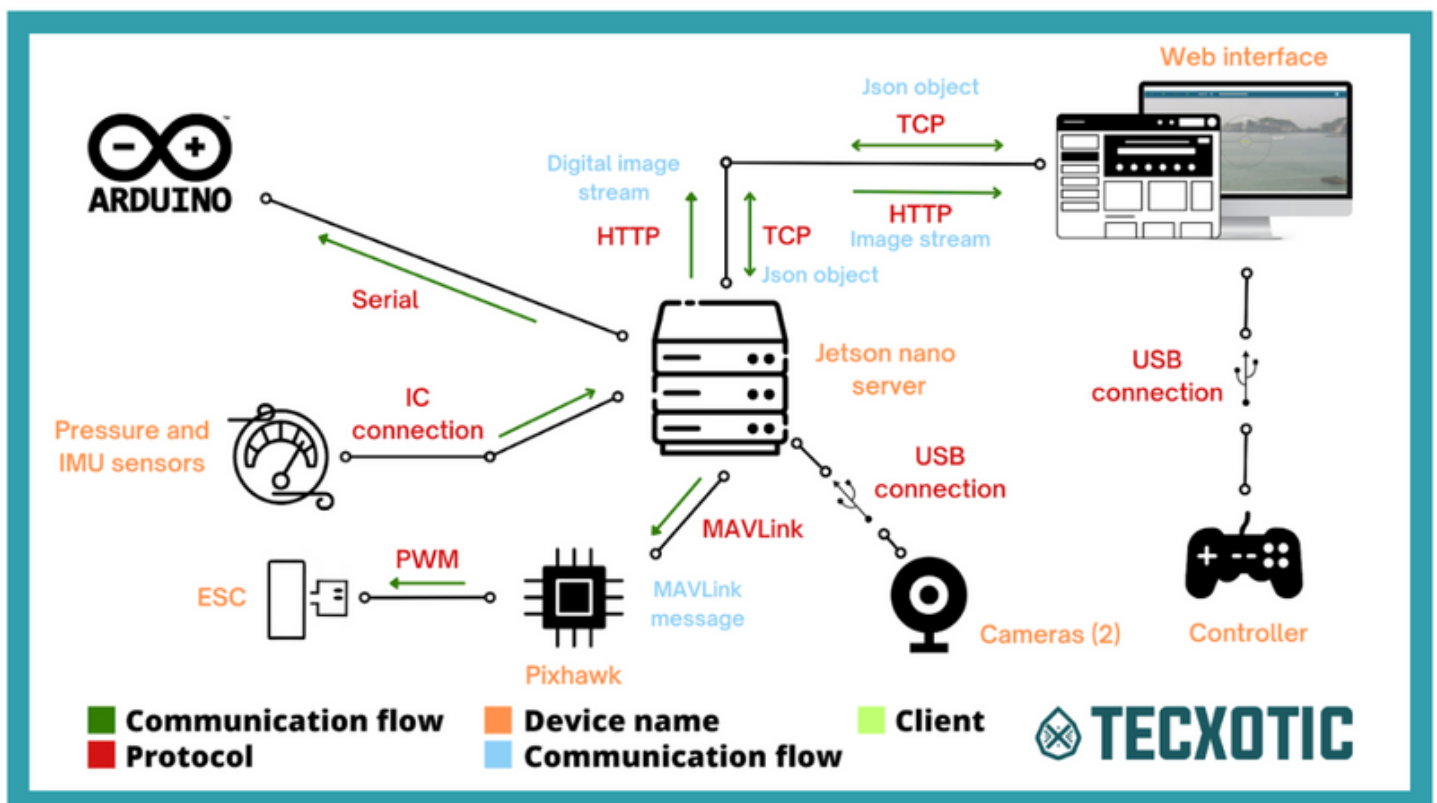 Web interface
Json object
TCP
™
ARDUINO
Digital image
stream
HTTP
TCP
Json object
HTTP
Image stream
Serial
Jetson nano
server
USB
connection
IC
connection
Pressure and
IMU sensors
USB
connection
MAVLink
PWM
ESC
MAVLink
message
Pixhawk
Cameras (2)
Controller
Communication flow
Device name
Client
Protocol
Communication flow
TECXOTIC